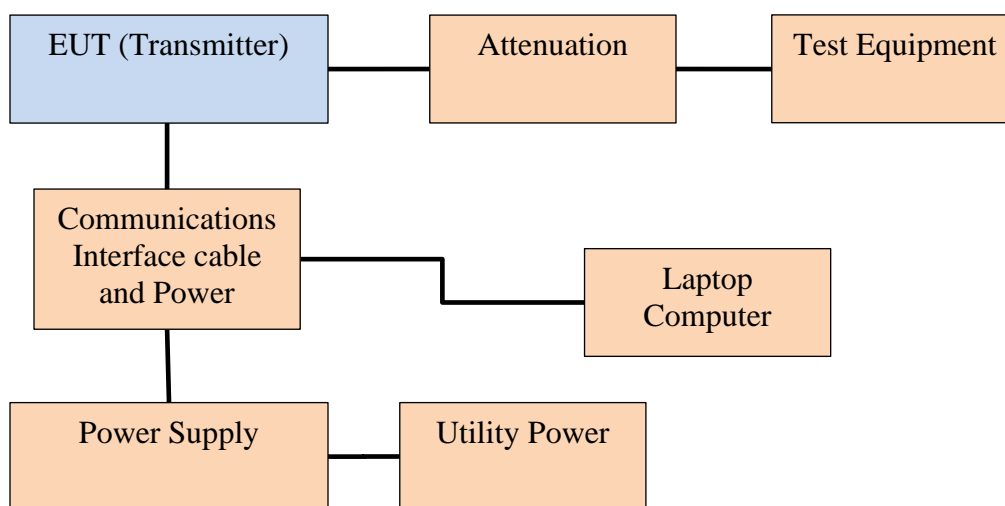 EUT (Transmitter)
Attenuation
Test Equipment
Communications
Interface cable
and Power
Laptop
Computer
Power Supply
Utility Power